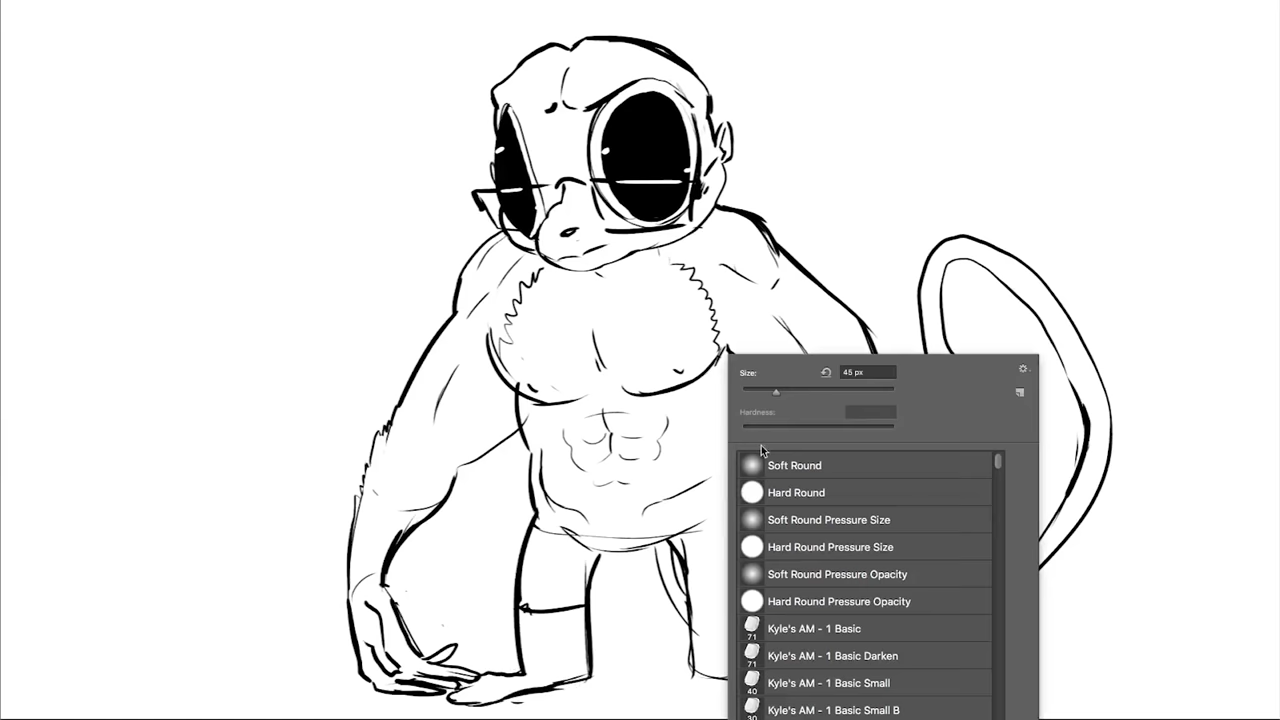 Size:
45 px
Hardness:
Soft Round
Hard Round
Soft Round Pressure Size
Hard Round Pressure Size
Soft Round Pressure Opacity
Hard Round Pressure Opacity
Kyle's AM - 1 Basic
71
Kyle's AM - 1 Basic Darken
71
Kyle's AM - 1 Basic Small
40
Kyle's AM - 1 Basic Small B
30